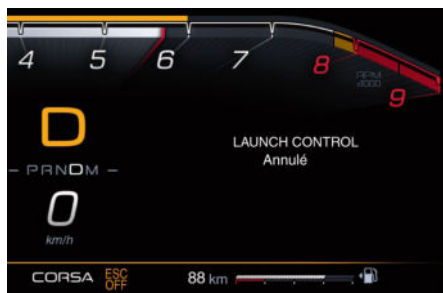 4 5 6 7 8 9
RPM
x1000
D
- PRNDM -
0
km/h
LAUNCH CONTROL
Annulé
CORSA ESC OFF 88 km